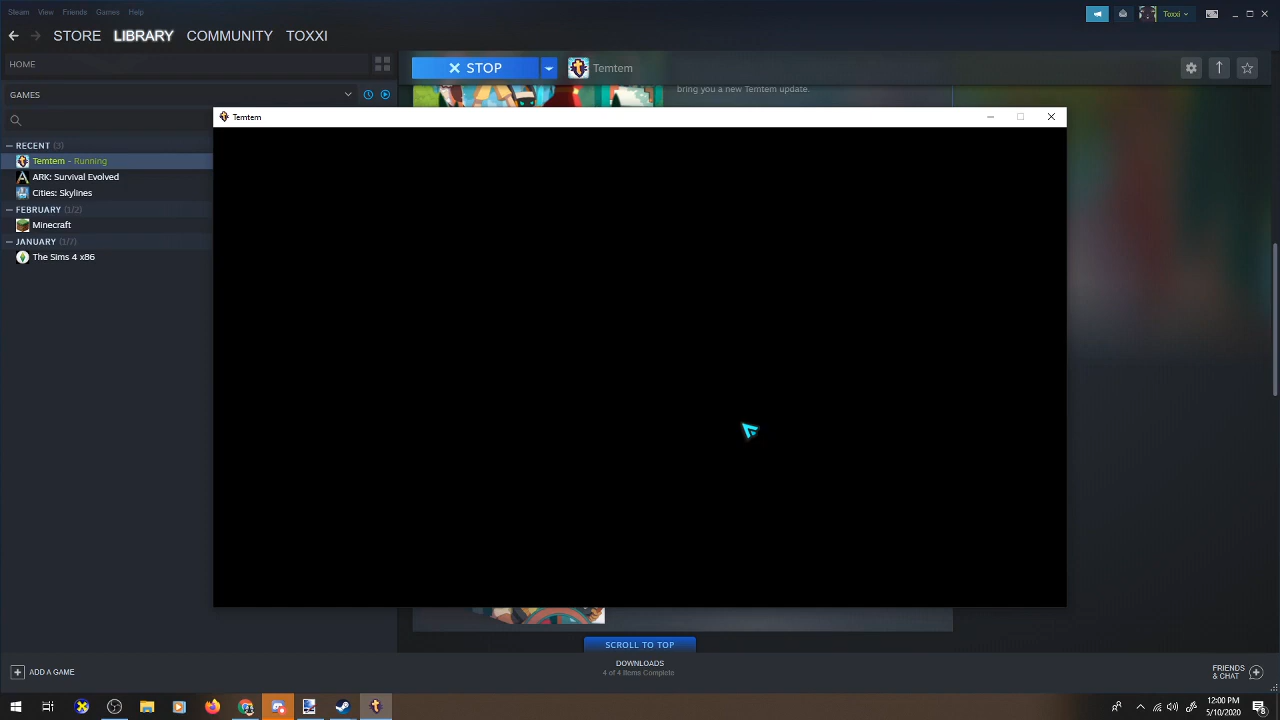 Steam View Friends Games Help
Toxxi
STORE LIBRARY COMMUNITY TOXXI
HOME
STOP
Temtem
bring you a new Temtem update.
GAMES
Temtem
RECENT (3)
Temtem - Running
ARK: Survival Evolved
Cities: Skylines
FEBRUARY (1/2)
Minecraft
JANUARY (1/7)
The Sims 4 x86
SCROLL TO TOP
ADD A GAME
DOWNLOADS
4 of 4 Items Complete
FRIENDS
& CHAT
12:00 PM
5/10/2020